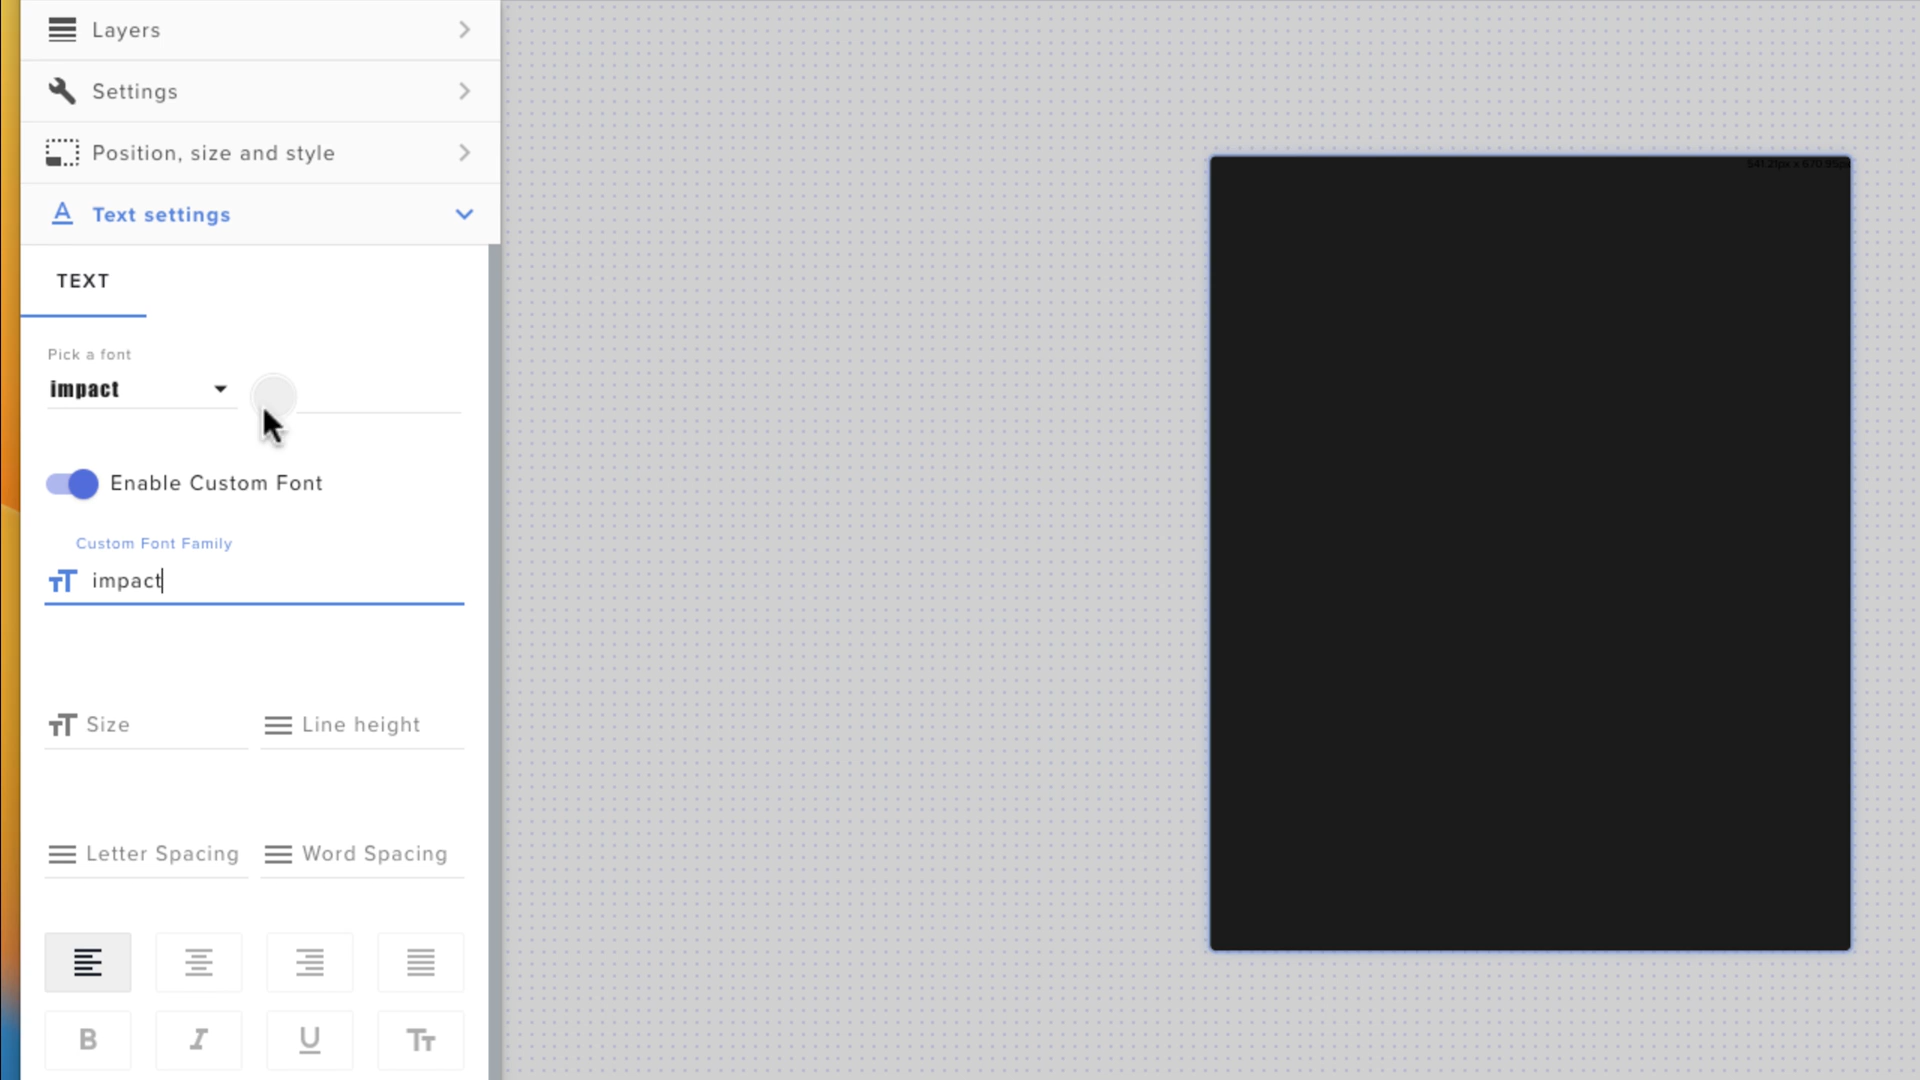 Layers
Settings
Position, size and style
Text settings
TEXT
Pick a font
impact
Enable Custom Font
Custom Font Family
impact
Size
Line height
Letter Spacing
Word Spacing
B
I
U
Tт